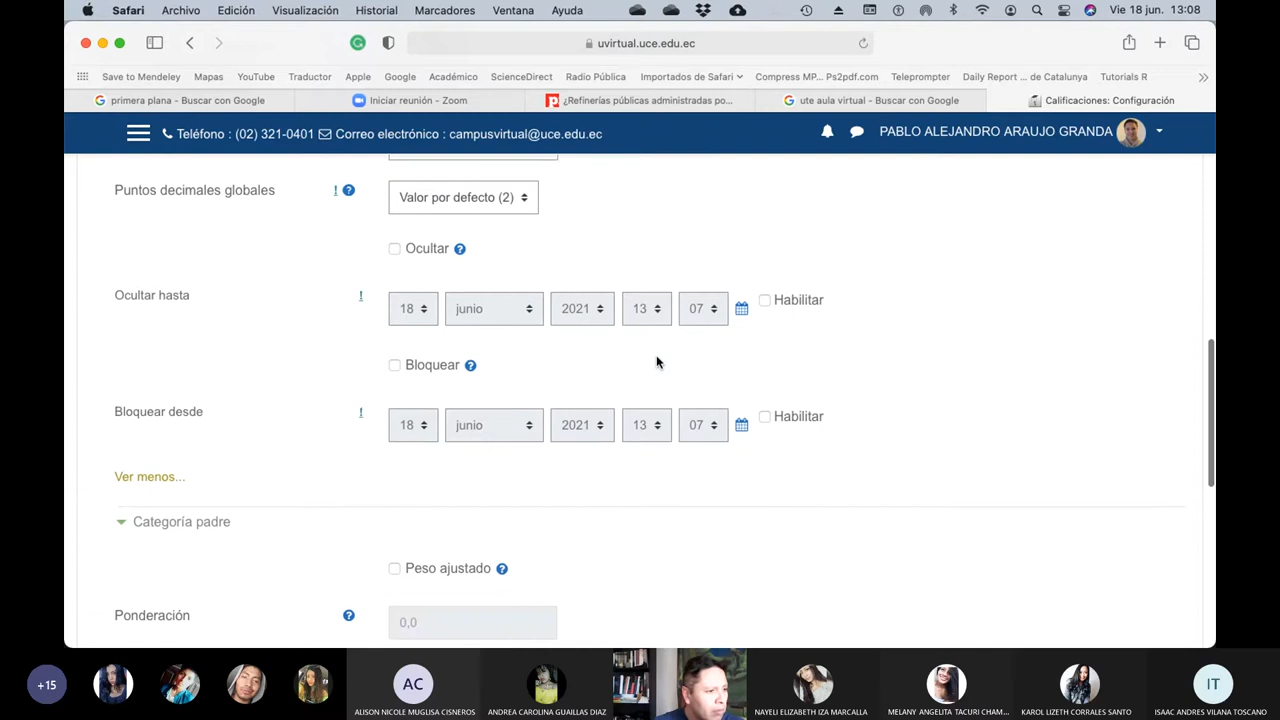 Safari Archivo Edición Visualización Historial Marcadores Ventana Ayuda Vie 18 jun. 13:08
uvirtual.uce.edu.ec
Save to Mendeley Mapas YouTube Traductor Apple Google Académico ScienceDirect Radio Pública Importados de Safari Compress MP... Ps2pdf.com Teleprompter Daily Report ... de Catalunya Tutorials R
primera plana - Buscar con Google Iniciar reunión - Zoom ¿Refinerías públicas administradas po... ute aula virtual - Buscar con Google Calificaciones: Configuración
Teléfono : (02) 321-0401 Correo electrónico : campusvirtual@uce.edu.ec PABLO ALEJANDRO ARAUJO GRANDA
Puntos decimales globales ! ? Valor por defecto (2)
Ocultar ?
Ocultar hasta ! 18 junio 2021 13 07 Habilitar
Bloquear ?
Bloquear desde ! 18 junio 2021 13 07 Habilitar
Ver menos...
Categoría padre
Peso ajustado ?
Ponderación ? 0,0
+15 AC IT
ALISON NICOLE MUGLISA CISNEROS ANDREA CAROLINA GUAILLAS DIAZ NAYELI ELIZABETH IZA MARCALLA MELANY ANGELITA TACURI CHAM... KAROL LIZETH CORRALES SANTO ISAAC ANDRES VILANA TOSCANO